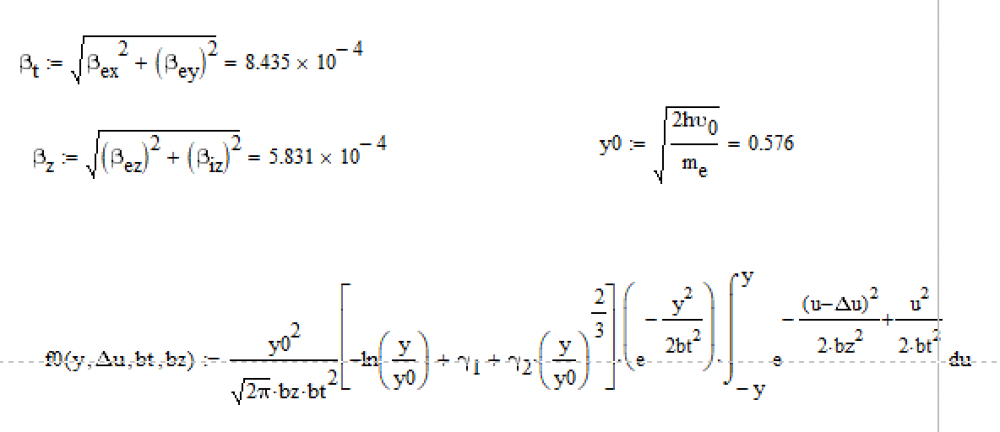 β_t := √(β_ex² + (β_ey)²) = 8.435 × 10⁻⁴
β_z := √((β_ez)² + (β_iz)²) = 5.831 × 10⁻⁴
y0 := √(2hυ_0 / m_e) = 0.576
f0(y,Δu,bt,bz) := y0² / (√(2π)·bz·bt²) [−ln(y/y0) + γ_1 + γ_2·(y/y0)^(2/3)]·(e^(−y²/(2bt²)))·∫_(−y)^(y) e^(−(u−Δu)²/(2·bz²) + u²/(2·bt²)) du